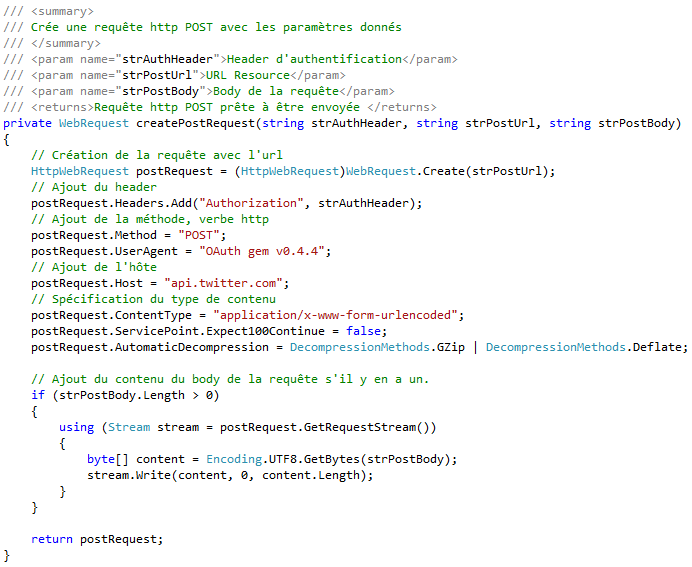 /// <summary>
/// Crée une requête http POST avec les paramètres donnés
/// </summary>
/// <param name="strAuthHeader">Header d'authentification</param>
/// <param name="strPostUrl">URL Resource</param>
/// <param name="strPostBody">Body de la requête</param>
/// <returns>Requête http POST prête à être envoyée </returns>
private WebRequest createPostRequest(string strAuthHeader, string strPostUrl, string strPostBody)
{
    // Création de la requête avec l'url
    HttpWebRequest postRequest = (HttpWebRequest)WebRequest.Create(strPostUrl);
    // Ajout du header
    postRequest.Headers.Add("Authorization", strAuthHeader);
    // Ajout de la méthode, verbe http
    postRequest.Method = "POST";
    postRequest.UserAgent = "OAuth gem v0.4.4";
    // Ajout de l'hôte
    postRequest.Host = "api.twitter.com";
    // Spécification du type de contenu
    postRequest.ContentType = "application/x-www-form-urlencoded";
    postRequest.ServicePoint.Expect100Continue = false;
    postRequest.AutomaticDecompression = DecompressionMethods.GZip | DecompressionMethods.Deflate;

    // Ajout du contenu du body de la requête s'il y en a un.
    if (strPostBody.Length > 0)
    {
        using (Stream stream = postRequest.GetRequestStream())
        {
            byte[] content = Encoding.UTF8.GetBytes(strPostBody);
            stream.Write(content, 0, content.Length);
        }
    }

    return postRequest;
}